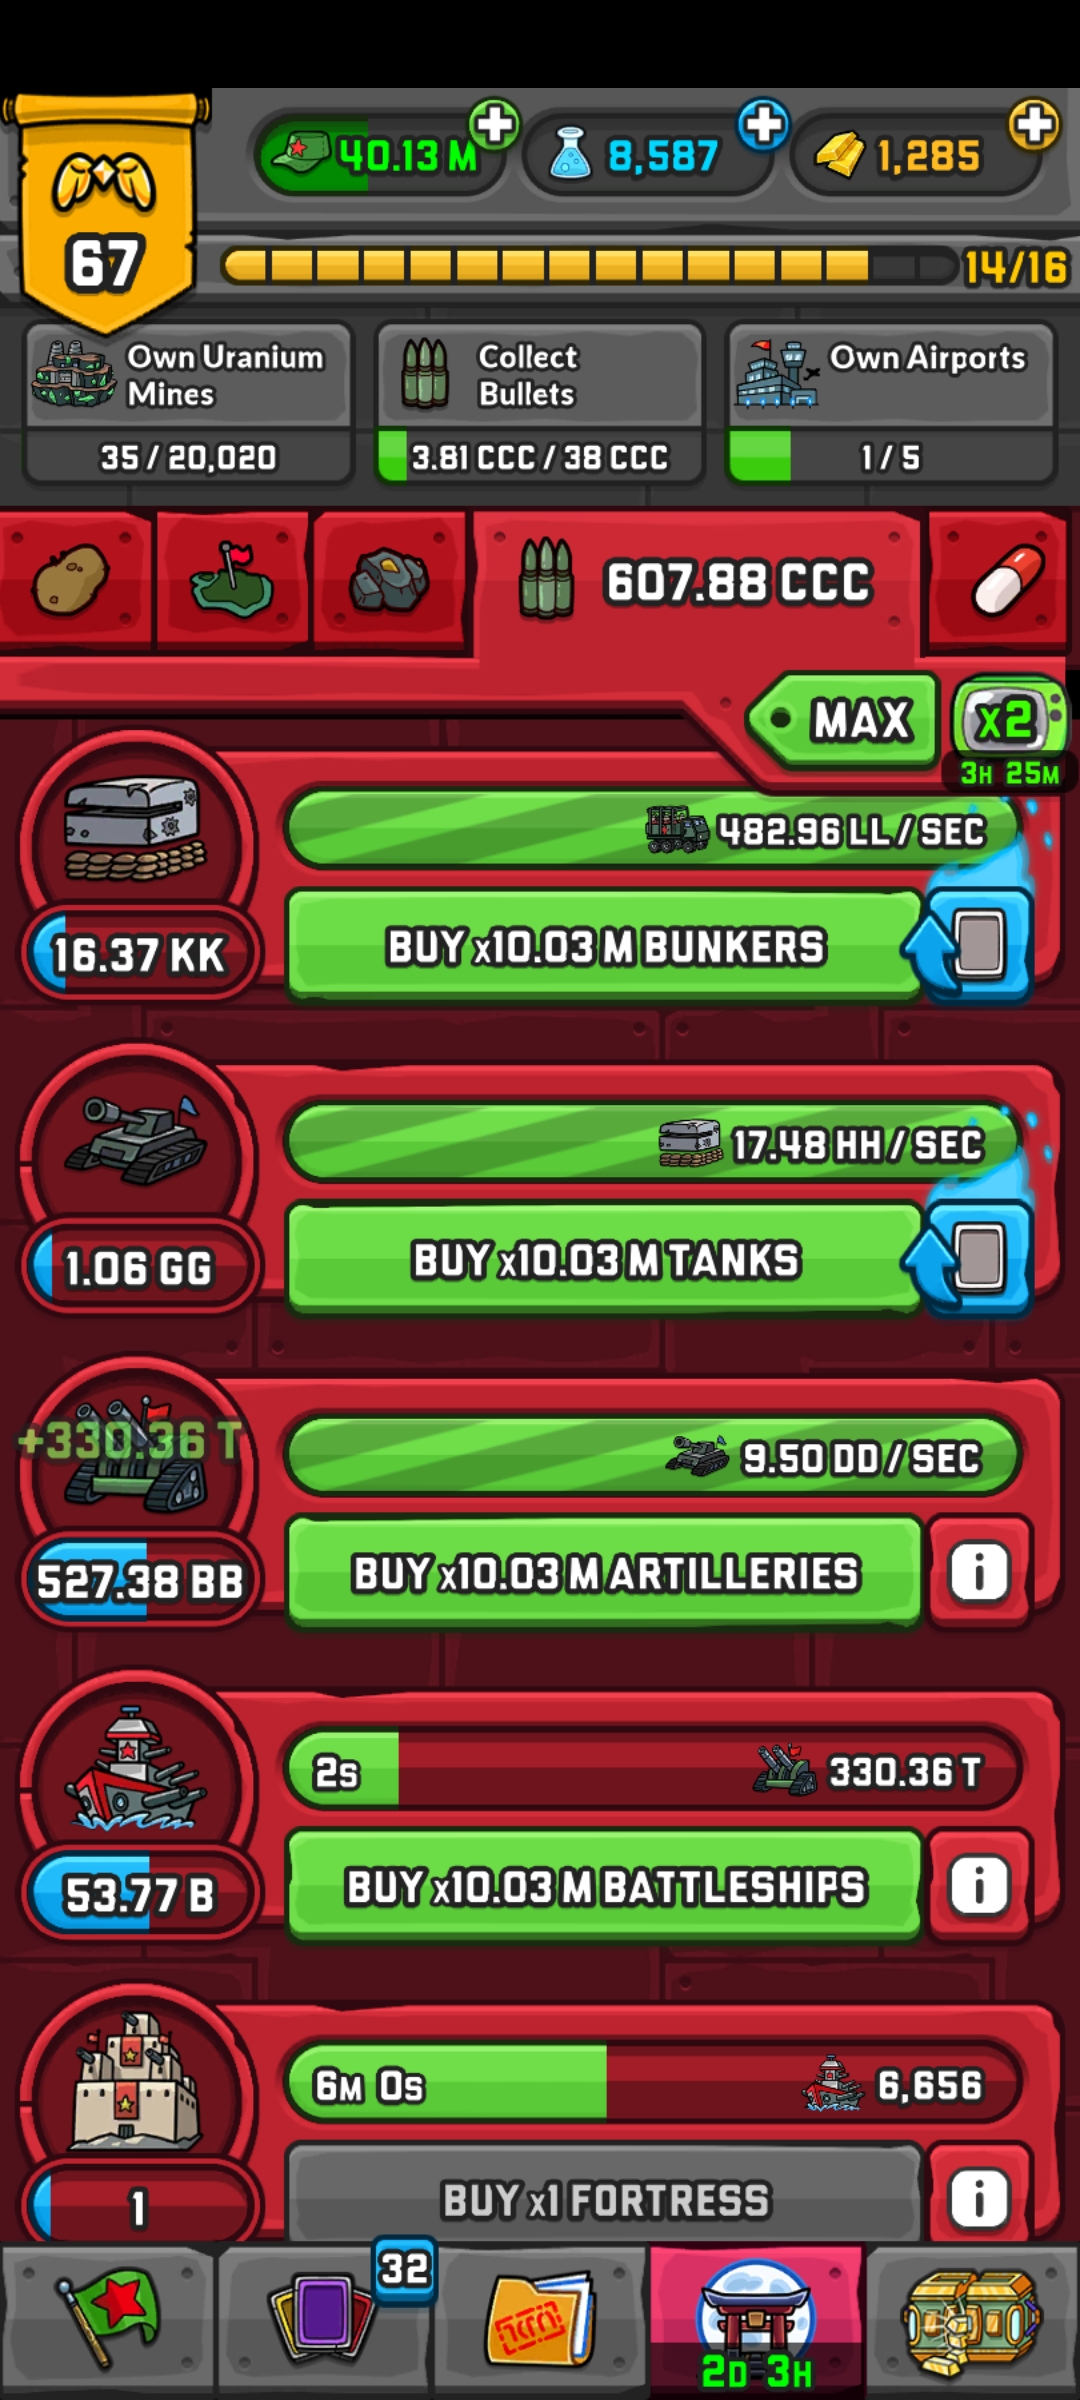 40.13 M
8,587
1,285
67
14/16
Own Uranium
Mines
35 / 20,020
Collect
Bullets
3.81 CCC / 38 CCC
Own Airports
1 / 5
607.88 CCC
MAX
x2
3H 25M
482.96 LL / SEC
16.37 KK
BUY x10.03 M BUNKERS
17.48 HH / SEC
1.06 GG
BUY x10.03 M TANKS
+330.36 T
9.50 DD / SEC
527.38 BB
BUY x10.03 M ARTILLERIES
i
2s
330.36 T
53.77 B
BUY x10.03 M BATTLESHIPS
i
6M 0s
6,656
1
BUY x1 FORTRESS
i
32
2D 3H